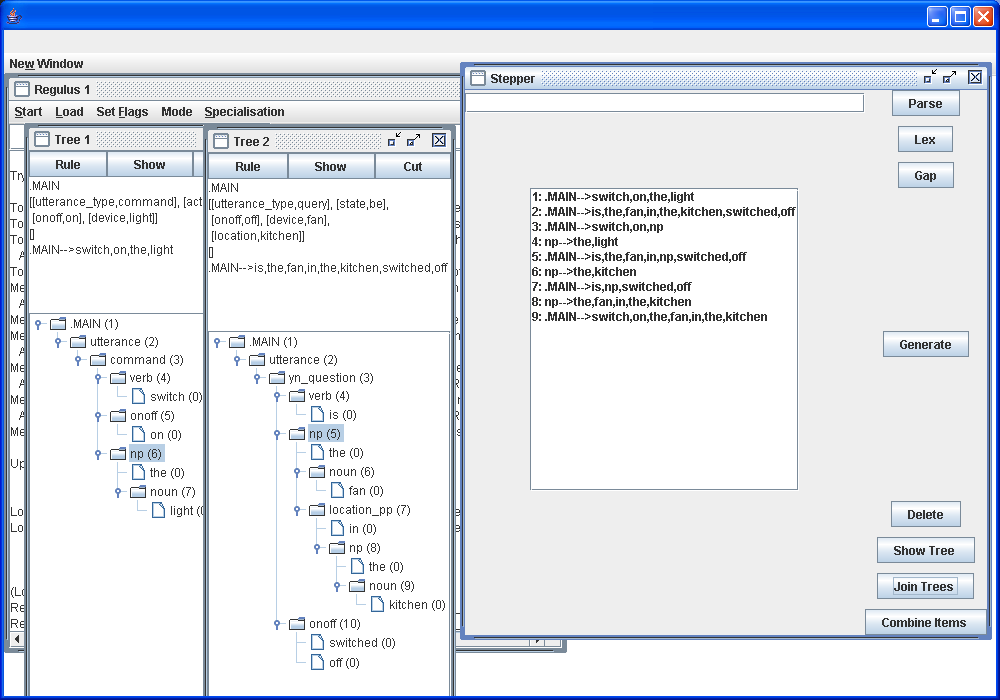 New Window
Regulus 1
Start Load Set Flags Mode Specialisation
Tree 1
Rule Show
.MAIN
[[utterance_type,command], [act
[onoff,on], [device,light]]
[]
.MAIN-->switch,on,the,light
.MAIN (1)
utterance (2)
command (3)
verb (4)
switch (0)
onoff (5)
on (0)
np (6)
the (0)
noun (7)
light (0
Tree 2
Rule Show Cut
.MAIN
[[utterance_type,query], [state,be],
[onoff,off], [device,fan],
[location,kitchen]]
[]
.MAIN-->is,the,fan,in,the,kitchen,switched,off
.MAIN (1)
utterance (2)
yn_question (3)
verb (4)
is (0)
np (5)
the (0)
noun (6)
fan (0)
location_pp (7)
in (0)
np (8)
the (0)
noun (9)
kitchen (0)
onoff (10)
switched (0)
off (0)
Stepper
Parse
Lex
Gap
1: .MAIN-->switch,on,the,light
2: .MAIN-->is,the,fan,in,the,kitchen,switched,off
3: .MAIN-->switch,on,np
4: np-->the,light
5: .MAIN-->is,the,fan,in,np,switched,off
6: np-->the,kitchen
7: .MAIN-->is,np,switched,off
8: np-->the,fan,in,the,kitchen
9: .MAIN-->switch,on,the,fan,in,the,kitchen
Generate
Delete
Show Tree
Join Trees
Combine Items